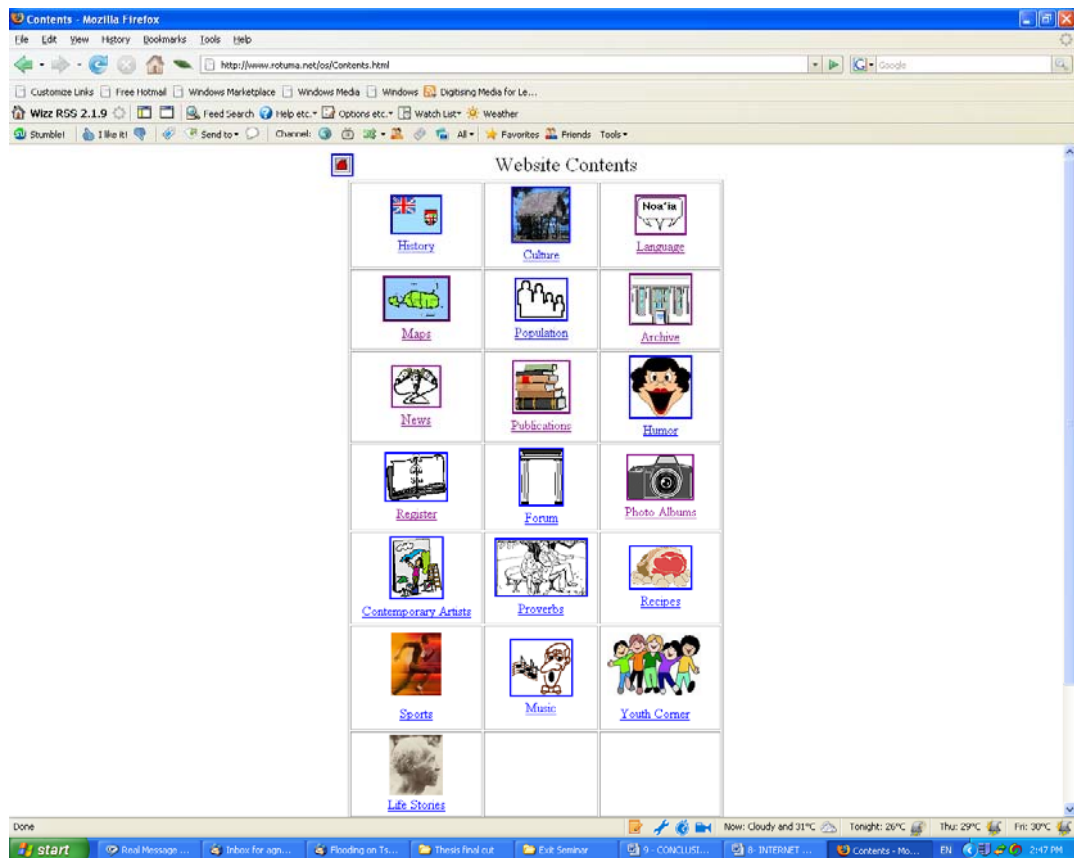 Contents - Mozilla Firefox
File Edit View History Bookmarks Tools Help
http://www.rotuma.net/os/Contents.html
Google
Customize Links Free Hotmail Windows Marketplace Windows Media Windows Digitising Media for Le...
Wizz RSS 2.1.9 Feed Search Help etc. Options etc. Watch List Weather
Stumble! I like it! Send to Channel: All Favorites Friends Tools
Website Contents
Noa'ia
History Culture Language
Maps Population Archive
News Publications Humor
Register Forum Photo Albums
Contemporary Artists Proverbs Recipes
Sports Music Youth Corner
Life Stories
Done Now: Cloudy and 31°C Tonight: 26°C Thu: 29°C Fri: 30°C
start Real Message ... Inbox for agn... Flooding on Ts... Thesis final cut Exit Seminar 9 - CONCLUSI... 8- INTERNET ... Contents - Mo... EN 2:47 PM